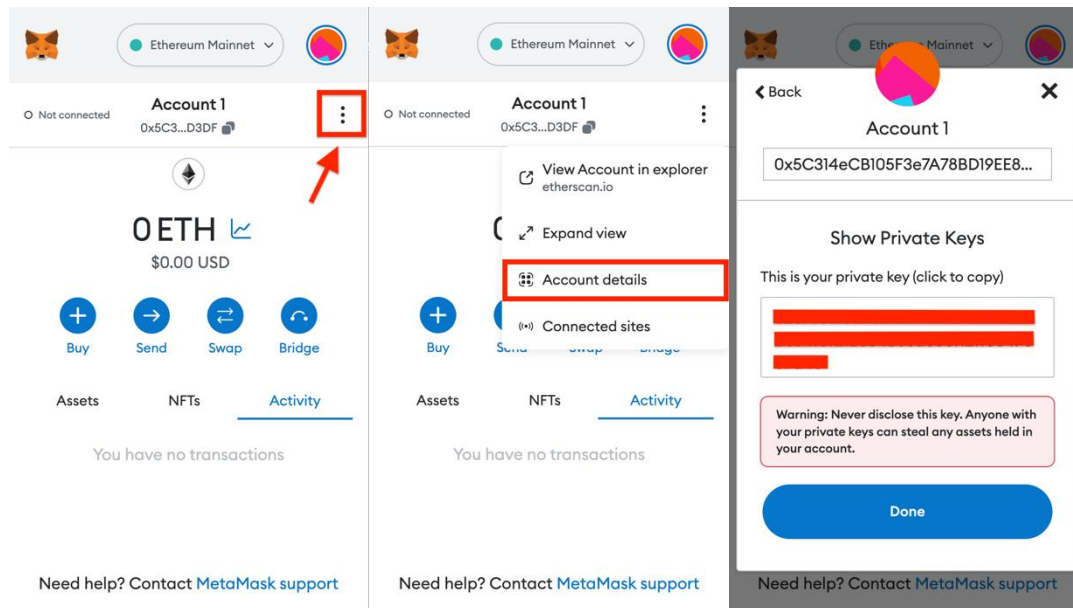 Ethereum Mainnet
Not connected
Account 1
0x5C3...D3DF
0 ETH
$0.00 USD
Buy
Send
Swap
Bridge
Assets
NFTs
Activity
You have no transactions
Need help? Contact MetaMask support
Ethereum Mainnet
Not connected
Account 1
0x5C3...D3DF
View Account in explorer
etherscan.io
Expand view
Account details
Connected sites
Buy
Send
Swap
Bridge
Assets
NFTs
Activity
You have no transactions
Need help? Contact MetaMask support
Mainnet
Back
Account 1
0x5C314eCB105F3e7A78BD19EE8...
Show Private Keys
This is your private key (click to copy)
Warning: Never disclose this key. Anyone with
your private keys can steal any assets held in
your account.
Done
Need help? Contact MetaMask support